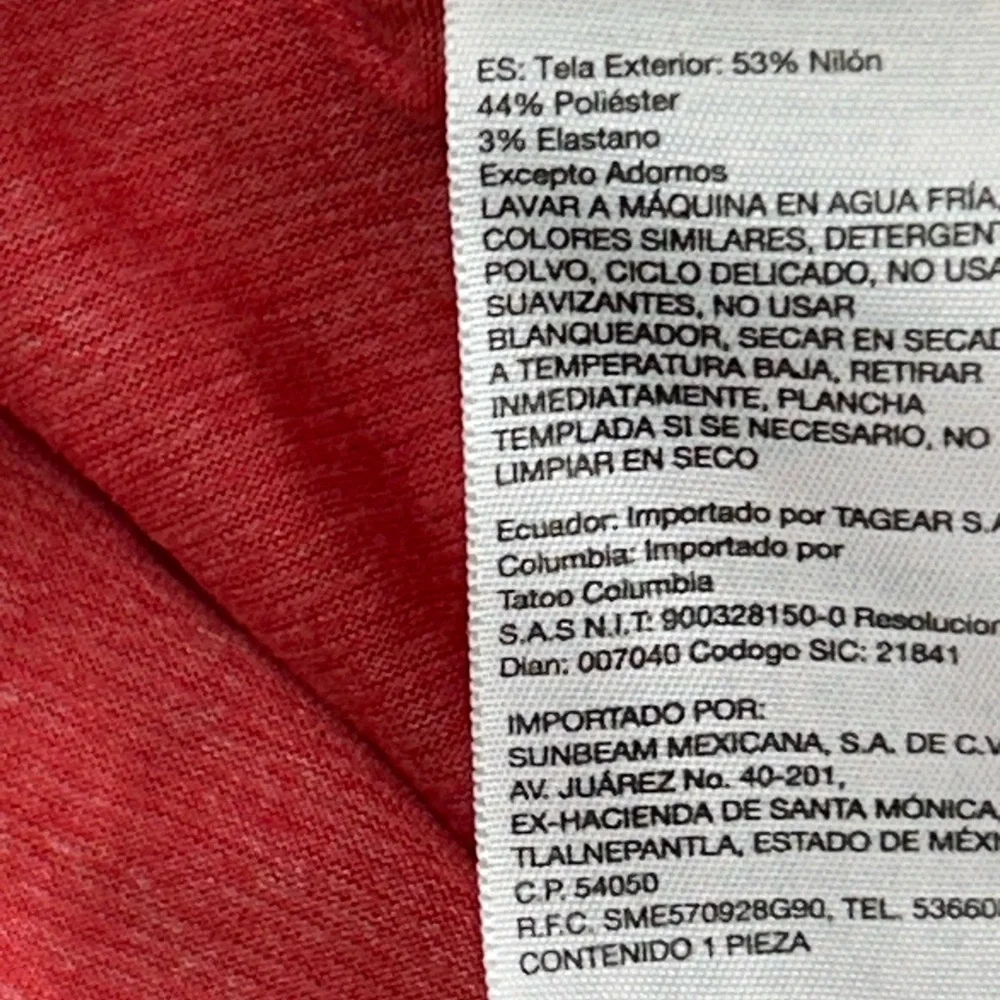 ES: Tela Exterior: 53% Nilón
44% Poliéster
3% Elastano
Excepto Adornos
LAVAR A MÁQUINA EN AGUA FRÍA,
COLORES SIMILARES, DETERGENT
POLVO, CICLO DELICADO, NO USA
SUAVIZANTES, NO USAR
BLANQUEADOR, SECAR EN SECAD
A TEMPERATURA BAJA, RETIRAR
INMEDIATAMENTE, PLANCHA
TEMPLADA SI SE NECESARIO, NO
LIMPIAR EN SECO
Ecuador: Importado por TAGEAR S.A
Columbia: Importado por
Tatoo Columbia
S.A.S N.I.T: 900328150-0 Resolucion
Dian: 007040 Codogo SIC: 21841
IMPORTADO POR:
SUNBEAM MEXICANA, S.A. DE C.V
AV. JUÁREZ No. 40-201,
EX-HACIENDA DE SANTA MÓNICA
TLALNEPANTLA, ESTADO DE MÉXI
C.P. 54050
R.F.C. SME570928G90, TEL. 53660
CONTENIDO 1 PIEZA